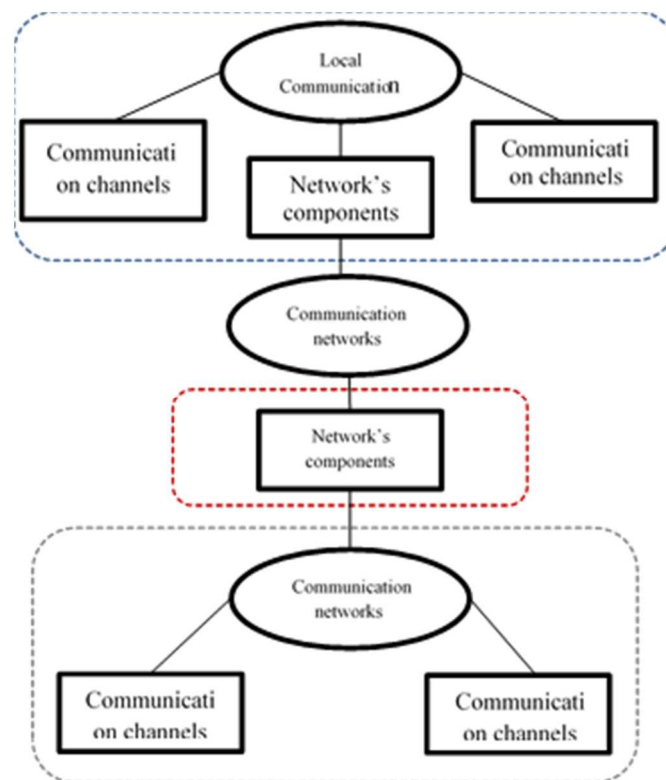 Local
Communication
Communicati
on channels
Network's
components
Communicati
on channels
Communication
networks
Network's
components
Communication
networks
Communicati
on channels
Communicati
on channels